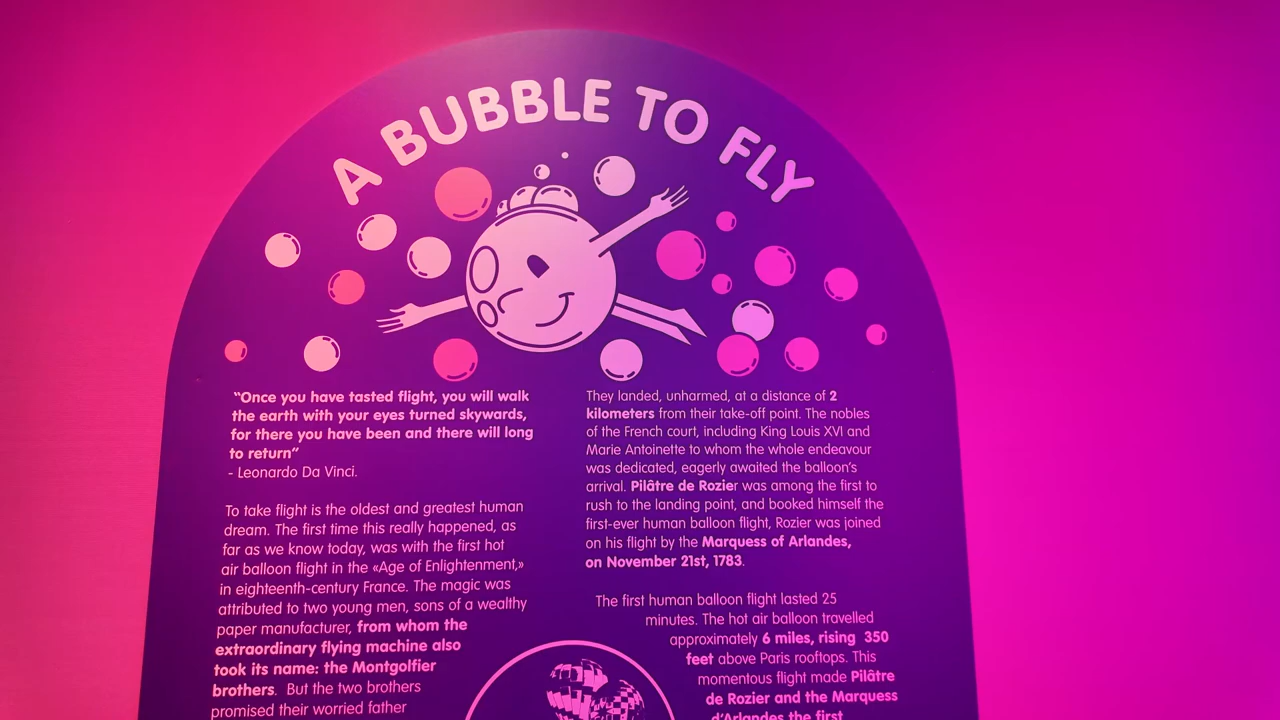 A BUBBLE TO FLY
“Once you have tasted flight, you will walk
the earth with your eyes turned skywards,
for there you have been and there will long
to return”
- Leonardo Da Vinci.
To take flight is the oldest and greatest human
dream. The first time this really happened, as
far as we know today, was with the first hot
air balloon flight in the «Age of Enlightenment,»
in eighteenth-century France. The magic was
attributed to two young men, sons of a wealthy
paper manufacturer, from whom the
extraordinary flying machine also
took its name: the Montgolfier
brothers. But the two brothers
promised their worried father
They landed, unharmed, at a distance of 2
kilometers from their take-off point. The nobles
of the French court, including King Louis XVI and
Marie Antoinette to whom the whole endeavour
was dedicated, eagerly awaited the balloon's
arrival. Pilâtre de Rozier was among the first to
rush to the landing point, and booked himself the
first-ever human balloon flight, Rozier was joined
on his flight by the Marquess of Arlandes,
on November 21st, 1783.
The first human balloon flight lasted 25
minutes. The hot air balloon travelled
approximately 6 miles, rising 350
feet above Paris rooftops. This
momentous flight made Pilâtre
de Rozier and the Marquess
d'Arlandes the first